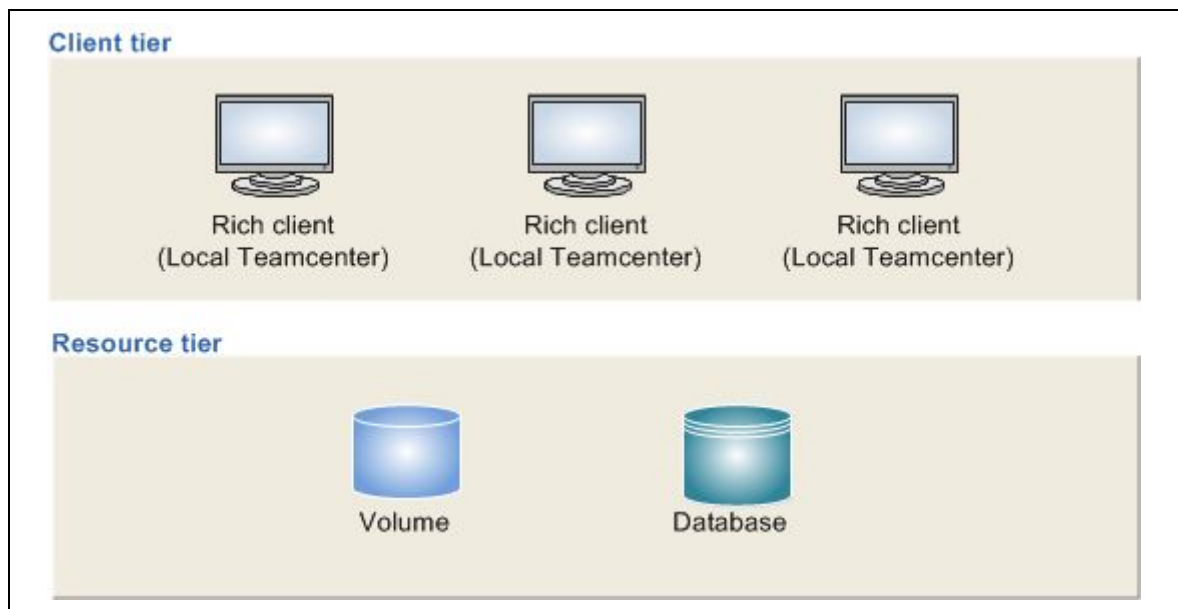 Client tier
Rich client
(Local Teamcenter)
Rich client
(Local Teamcenter)
Rich client
(Local Teamcenter)
Resource tier
Volume
Database